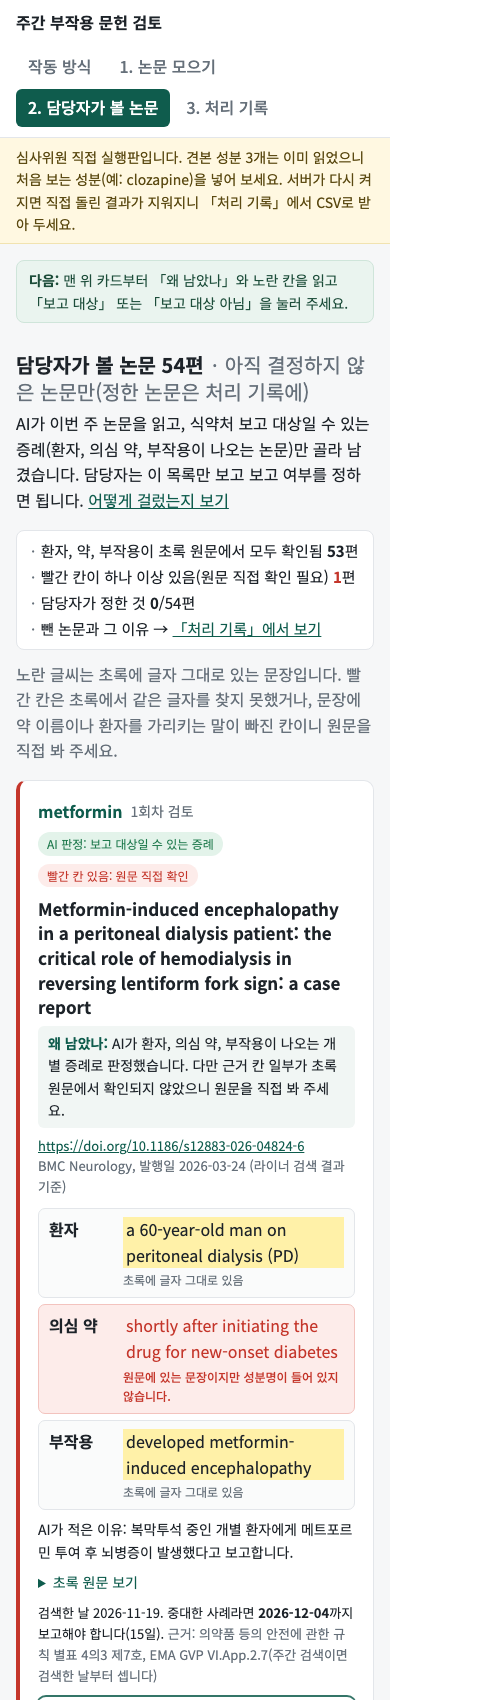 주간 부작용 문헌 검토
작동 방식 1. 논문 모으기
2. 담당자가 볼 논문 3. 처리 기록
심사위원 직접 실행판입니다. 견본 성분 3개는 이미 읽었으니
처음 보는 성분(예: clozapine)을 넣어 보세요. 서버가 다시 켜
지면 직접 돌린 결과가 지워지니 「처리 기록」에서 CSV로 받
아 두세요.
다음: 맨 위 카드부터 「왜 남았나」와 노란 칸을 읽고
「보고 대상」 또는 「보고 대상 아님」을 눌러 주세요.
담당자가 볼 논문 54편 · 아직 결정하지 않
은 논문만(정한 논문은 처리 기록에)
AI가 이번 주 논문을 읽고, 식약처 보고 대상일 수 있는
증례(환자, 의심 약, 부작용이 나오는 논문)만 골라 남
겼습니다. 담당자는 이 목록만 보고 보고 여부를 정하
면 됩니다. 어떻게 걸렀는지 보기
· 환자, 약, 부작용이 초록 원문에서 모두 확인됨 53편
· 빨간 칸이 하나 이상 있음(원문 직접 확인 필요) 1편
· 담당자가 정한 것 0/54편
· 뺀 논문과 그 이유 → 「처리 기록」에서 보기
노란 글씨는 초록에 글자 그대로 있는 문장입니다. 빨
간 칸은 초록에서 같은 글자를 찾지 못했거나, 문장에
약 이름이나 환자를 가리키는 말이 빠진 칸이니 원문을
직접 봐 주세요.
metformin 1회차 검토
AI 판정: 보고 대상일 수 있는 증례
빨간 칸 있음: 원문 직접 확인
Metformin-induced encephalopathy
in a peritoneal dialysis patient: the
critical role of hemodialysis in
reversing lentiform fork sign: a case
report
왜 남았나: AI가 환자, 의심 약, 부작용이 나오는 개
별 증례로 판정했습니다. 다만 근거 칸 일부가 초록
원문에서 확인되지 않았으니 원문을 직접 봐 주세
요.
https://doi.org/10.1186/s12883-026-04824-6
BMC Neurology, 발행일 2026-03-24 (라이너 검색 결과
기준)
환자 a 60-year-old man on
peritoneal dialysis (PD)
초록에 글자 그대로 있음
의심 약 shortly after initiating the
drug for new-onset diabetes
원문에 있는 문장이지만 성분명이 들어 있지
않습니다.
부작용 developed metformin-
induced encephalopathy
초록에 글자 그대로 있음
AI가 적은 이유: 복막투석 중인 개별 환자에게 메트포르
민 투여 후 뇌병증이 발생했다고 보고합니다.
▶ 초록 원문 보기
검색한 날 2026-11-19. 중대한 사례라면 2026-12-04까지
보고해야 합니다(15일). 근거: 의약품 등의 안전에 관한 규
칙 별표 4의3 제7호, EMA GVP VI.App.2.7(주간 검색이면
검색한 날부터 셉니다)